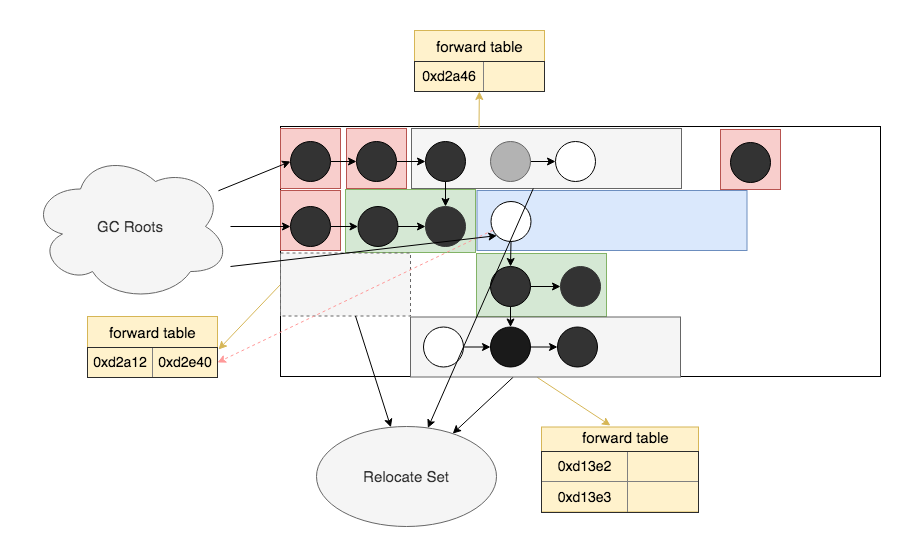 forward table
0xd2a46
GC Roots
forward table
0xd2a12 0xd2e40
Relocate Set
forward table
0xd13e2
0xd13e3